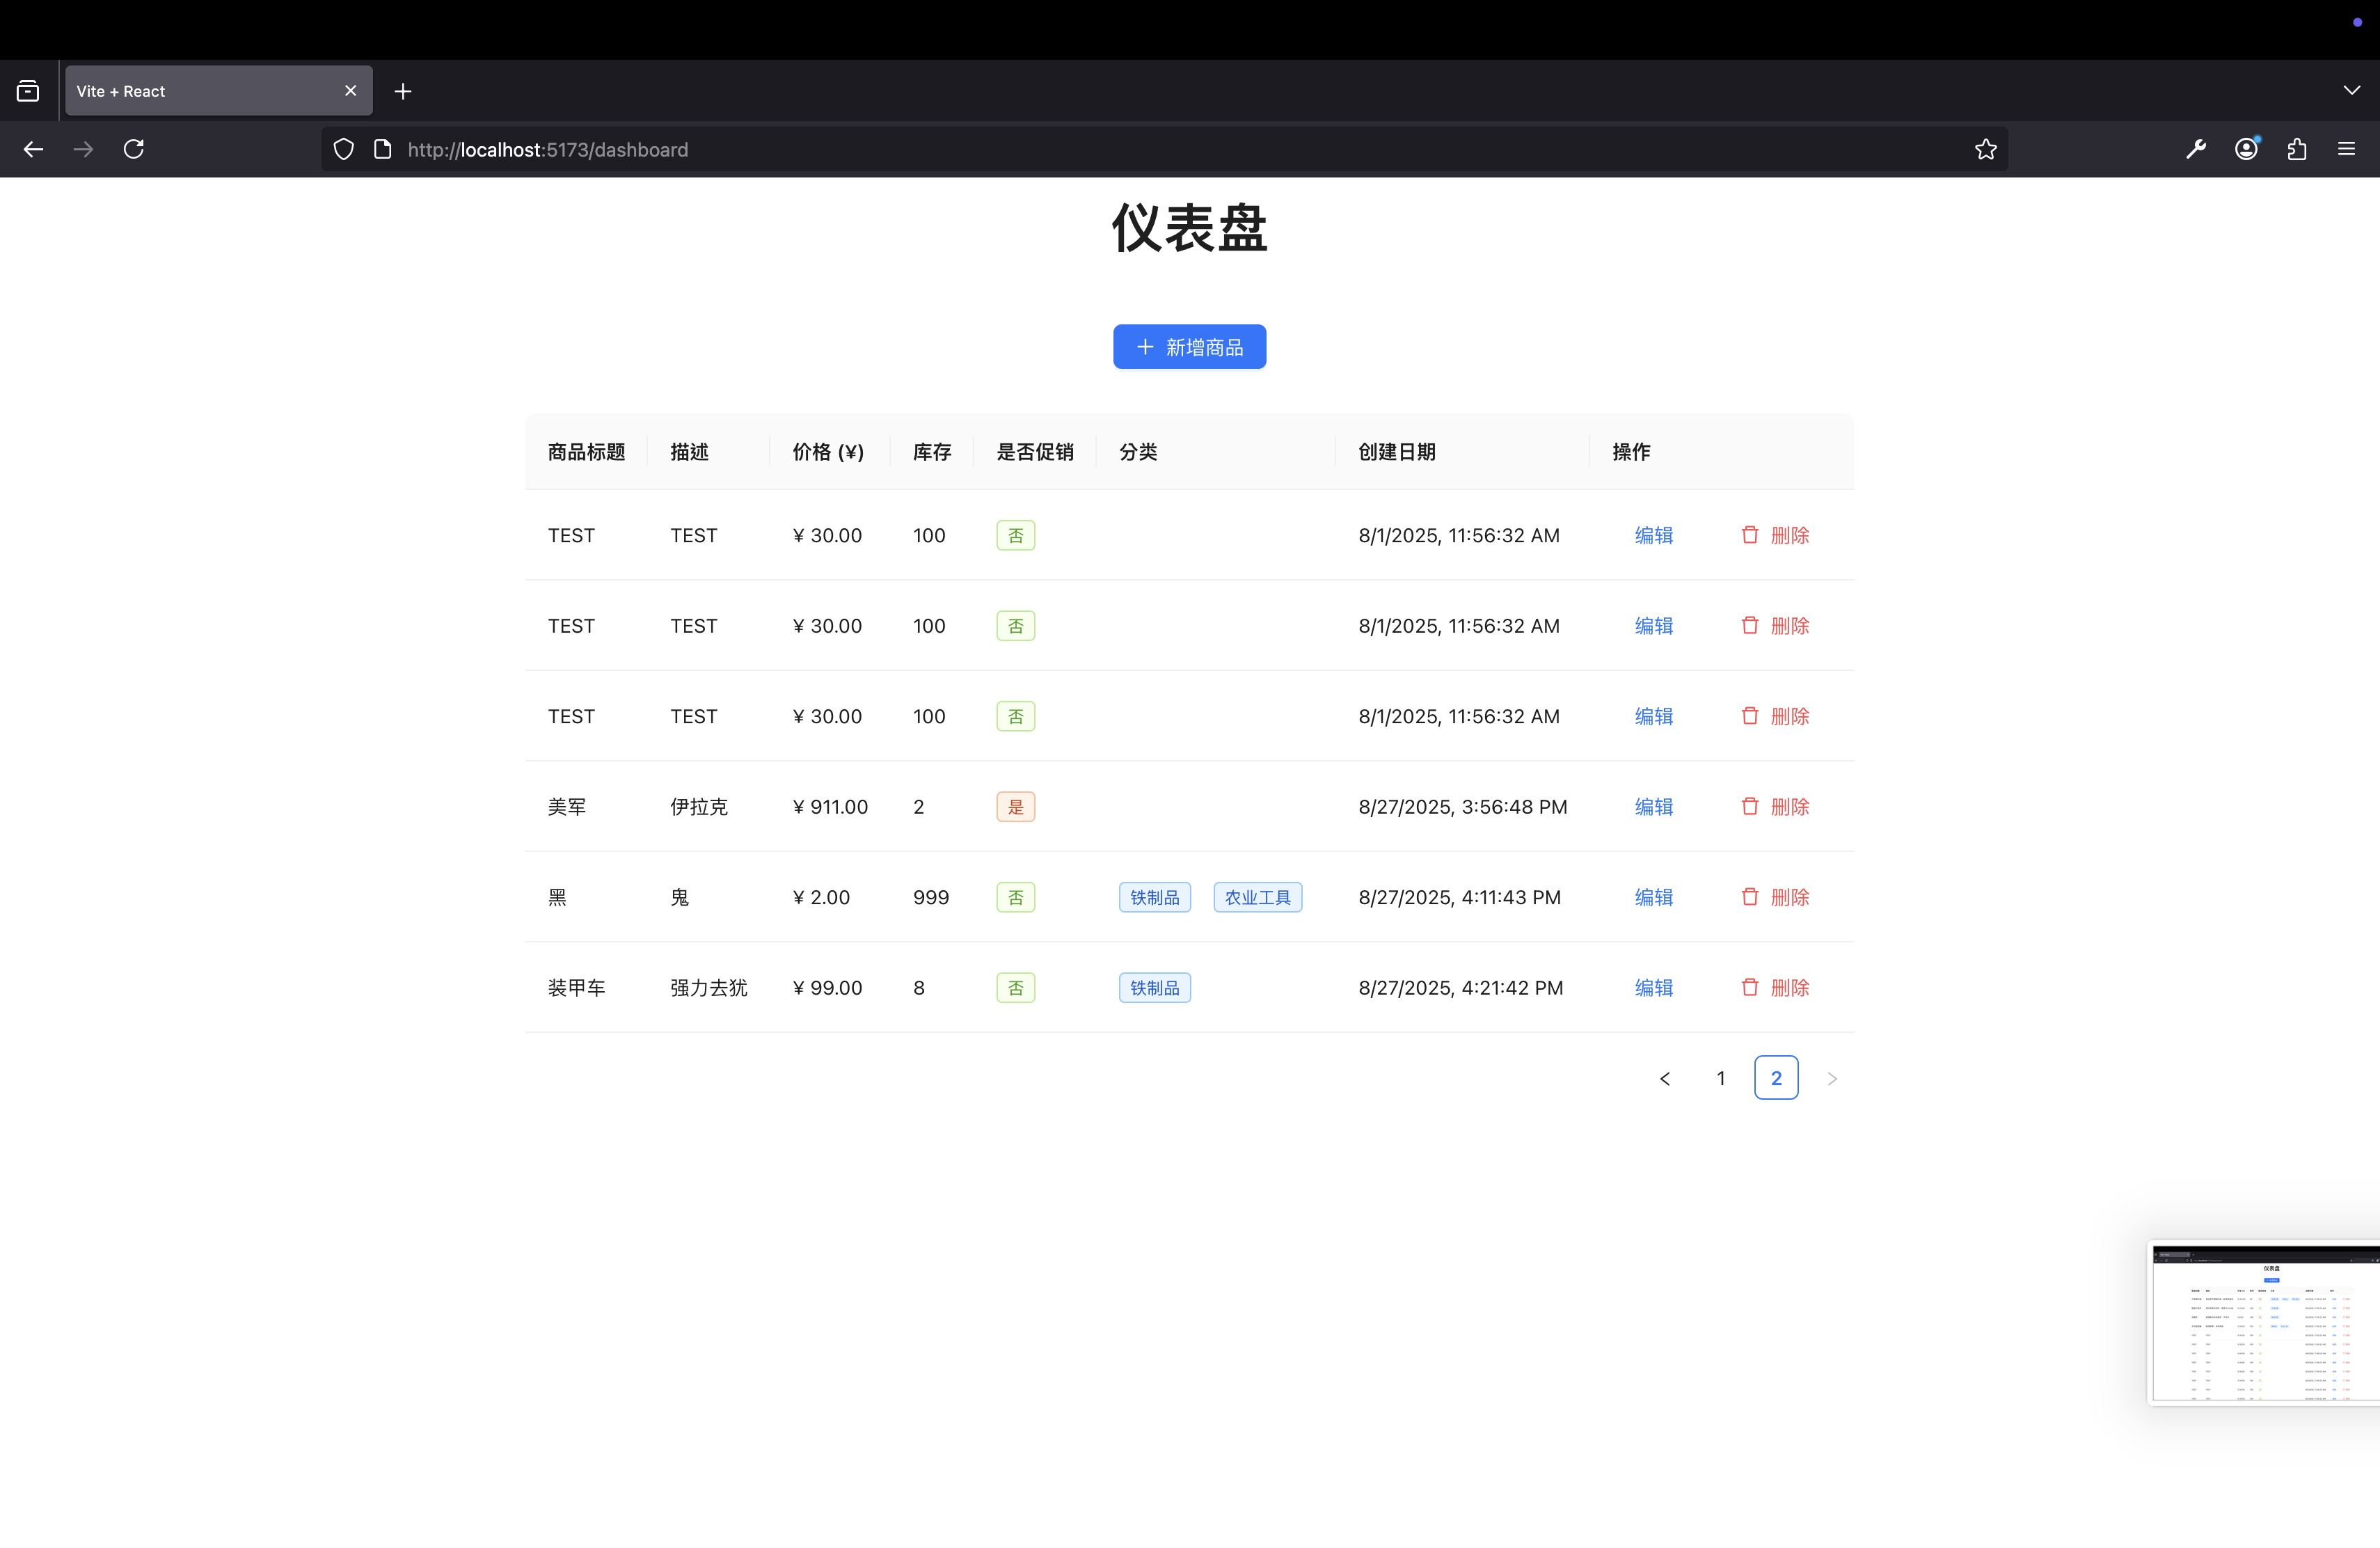 Vite + React
http://localhost:5173/dashboard
仪表盘
新增商品
商品标题 描述 价格 (¥) 库存 是否促销 分类 创建日期 操作
TEST TEST ¥ 30.00 100 否 8/1/2025, 11:56:32 AM 编辑 删除
TEST TEST ¥ 30.00 100 否 8/1/2025, 11:56:32 AM 编辑 删除
TEST TEST ¥ 30.00 100 否 8/1/2025, 11:56:32 AM 编辑 删除
美军 伊拉克 ¥ 911.00 2 是 8/27/2025, 3:56:48 PM 编辑 删除
黑 鬼 ¥ 2.00 999 否 铁制品 农业工具 8/27/2025, 4:11:43 PM 编辑 删除
装甲车 强力去犹 ¥ 99.00 8 否 铁制品 8/27/2025, 4:21:42 PM 编辑 删除
1 2
仪表盘